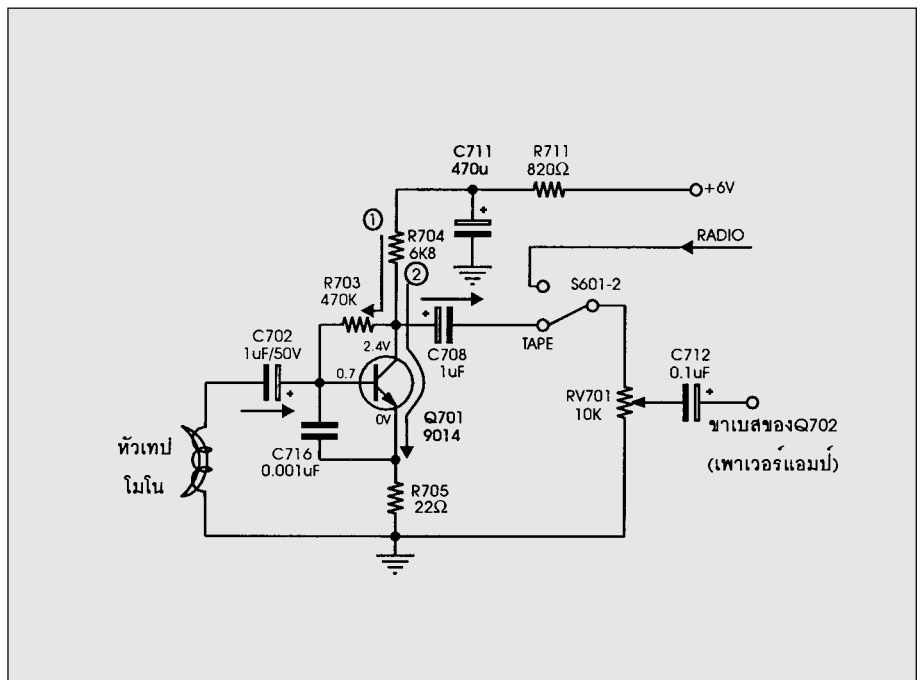 C711
470u
R711
820Ω
+6V
1
R704
6K8
RADIO
2
S601-2
R703
470K
C702
1uF/50V
2.4V
C708
1uF
TAPE
C712
0.1uF
0.7
RV701
10K
0V
Q701
9014
ขาเบสของQ702
(เพาเวอร์แอมป์)
หัวเทป
โมโน
C716
0.001uF
R705
22Ω